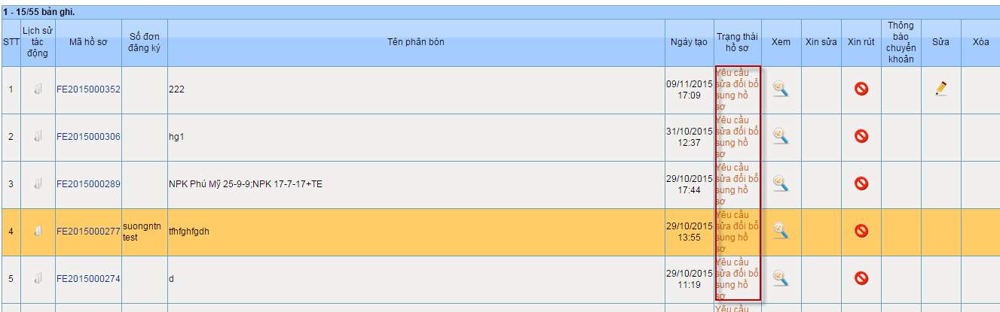 1 - 15/55 bản ghi.
STT
Lịch sử
tác
động
Mã hồ sơ
Số đơn
đăng ký
Tên phân bón
Ngày tạo
Trạng thái
hồ sơ
Xem
Xin sửa
Xin rút
Thông
báo
chuyển
khoản
Sửa
Xóa
1
FE2015000352
222
09/11/2015
17:09
Yêu cầu
sửa đổi bổ
sung hồ
sơ
2
FE2015000306
hg1
31/10/2015
12:37
Yêu cầu
sửa đổi bổ
sung hồ
sơ
3
FE2015000289
NPK Phú Mỹ 25-9-9;NPK 17-7-17+TE
29/10/2015
17:44
Yêu cầu
sửa đổi bổ
sung hồ
sơ
4
FE2015000277
suongntn
test
tfhfghfgdh
29/10/2015
13:55
Yêu cầu
sửa đổi bổ
sung hồ
sơ
5
FE2015000274
d
29/10/2015
11:19
Yêu cầu
sửa đổi bổ
sung hồ
sơ
Yêu cầu